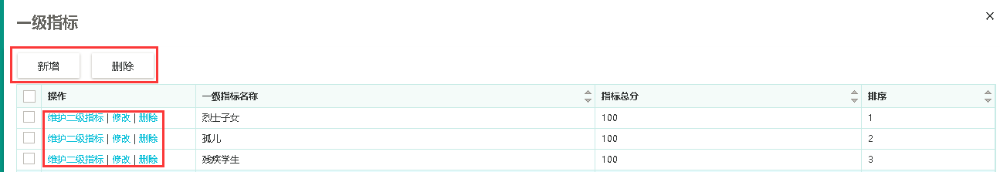 一级指标
新增 删除
操作 一级指标名称 指标总分 排序
维护二级指标 | 修改 | 删除 烈士子女 100 1
维护二级指标 | 修改 | 删除 孤儿 100 2
维护二级指标 | 修改 | 删除 残疾学生 100 3